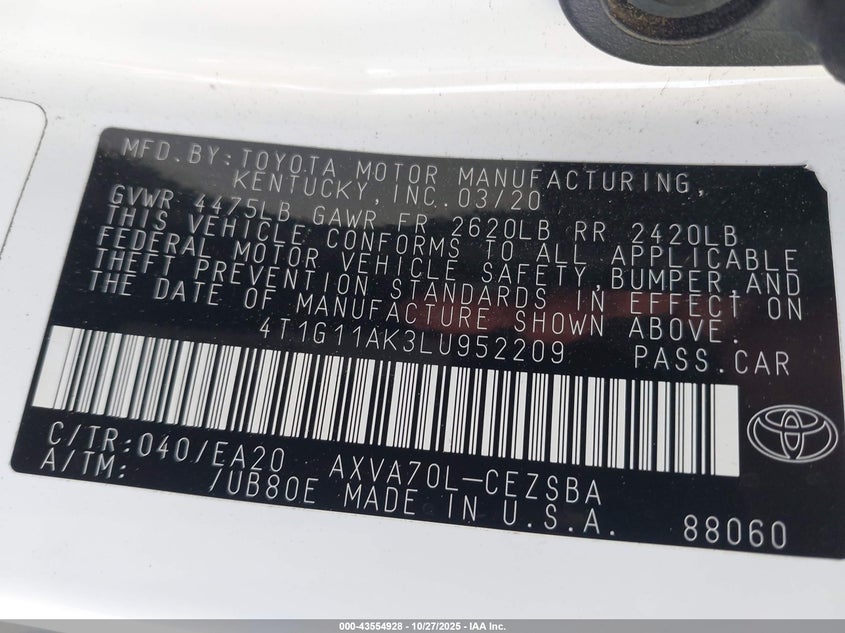 MFD.BY:TOYOTA MOTOR MANUFACTURING,
KENTUCKY,INC. 03/20
GVWR 4475LB GAWR FR 2620LB RR 2420LB
THIS VEHICLE CONFORMS TO ALL APPLICABLE
FEDERAL MOTOR VEHICLE SAFETY,BUMPER,AND
THEFT PREVENTION STANDARDS IN EFFECT ON
THE DATE OF MANUFACTURE SHOWN ABOVE.
4T1G11AK3LU952209 PASS.CAR
C/TR:040/EA20 AXVA70L-CEZSBA
A/TM: /UB80E MADE IN U.S.A. 88060
000-43554928 - 10/27/2025 - IAA Inc.